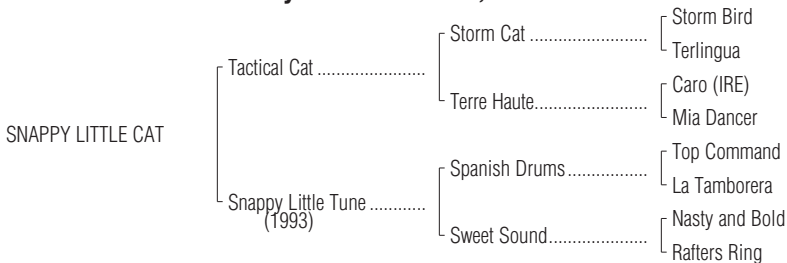 Storm Bird
Storm Cat ............................
Terlingua
Tactical Cat ..........................
Caro (IRE)
Terre Haute...........................
Mia Dancer
SNAPPY LITTLE CAT
Top Command
Spanish Drums...................
La Tamborera
Snappy Little Tune .............
(1993)
Nasty and Bold
Sweet Sound........................
Rafters Ring